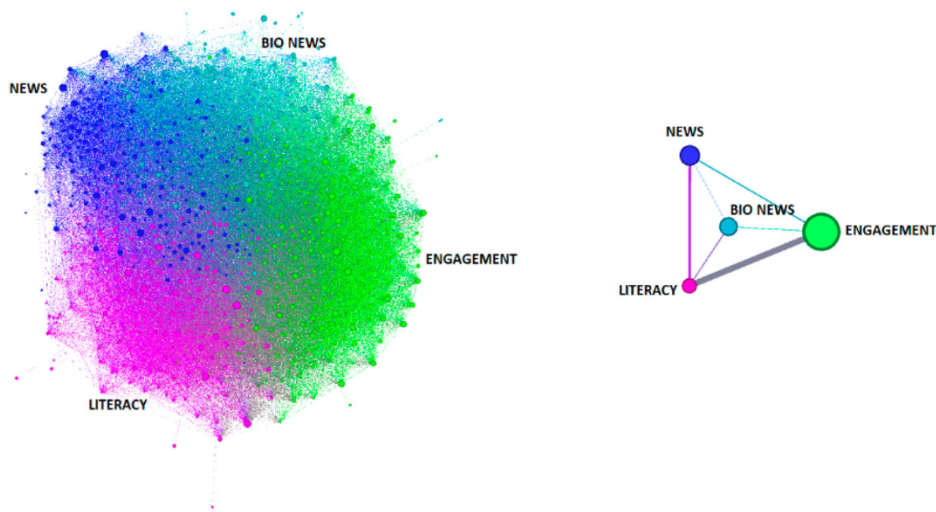 BIO NEWS
NEWS
ENGAGEMENT
LITERACY
NEWS
BIO NEWS
ENGAGEMENT
LITERACY